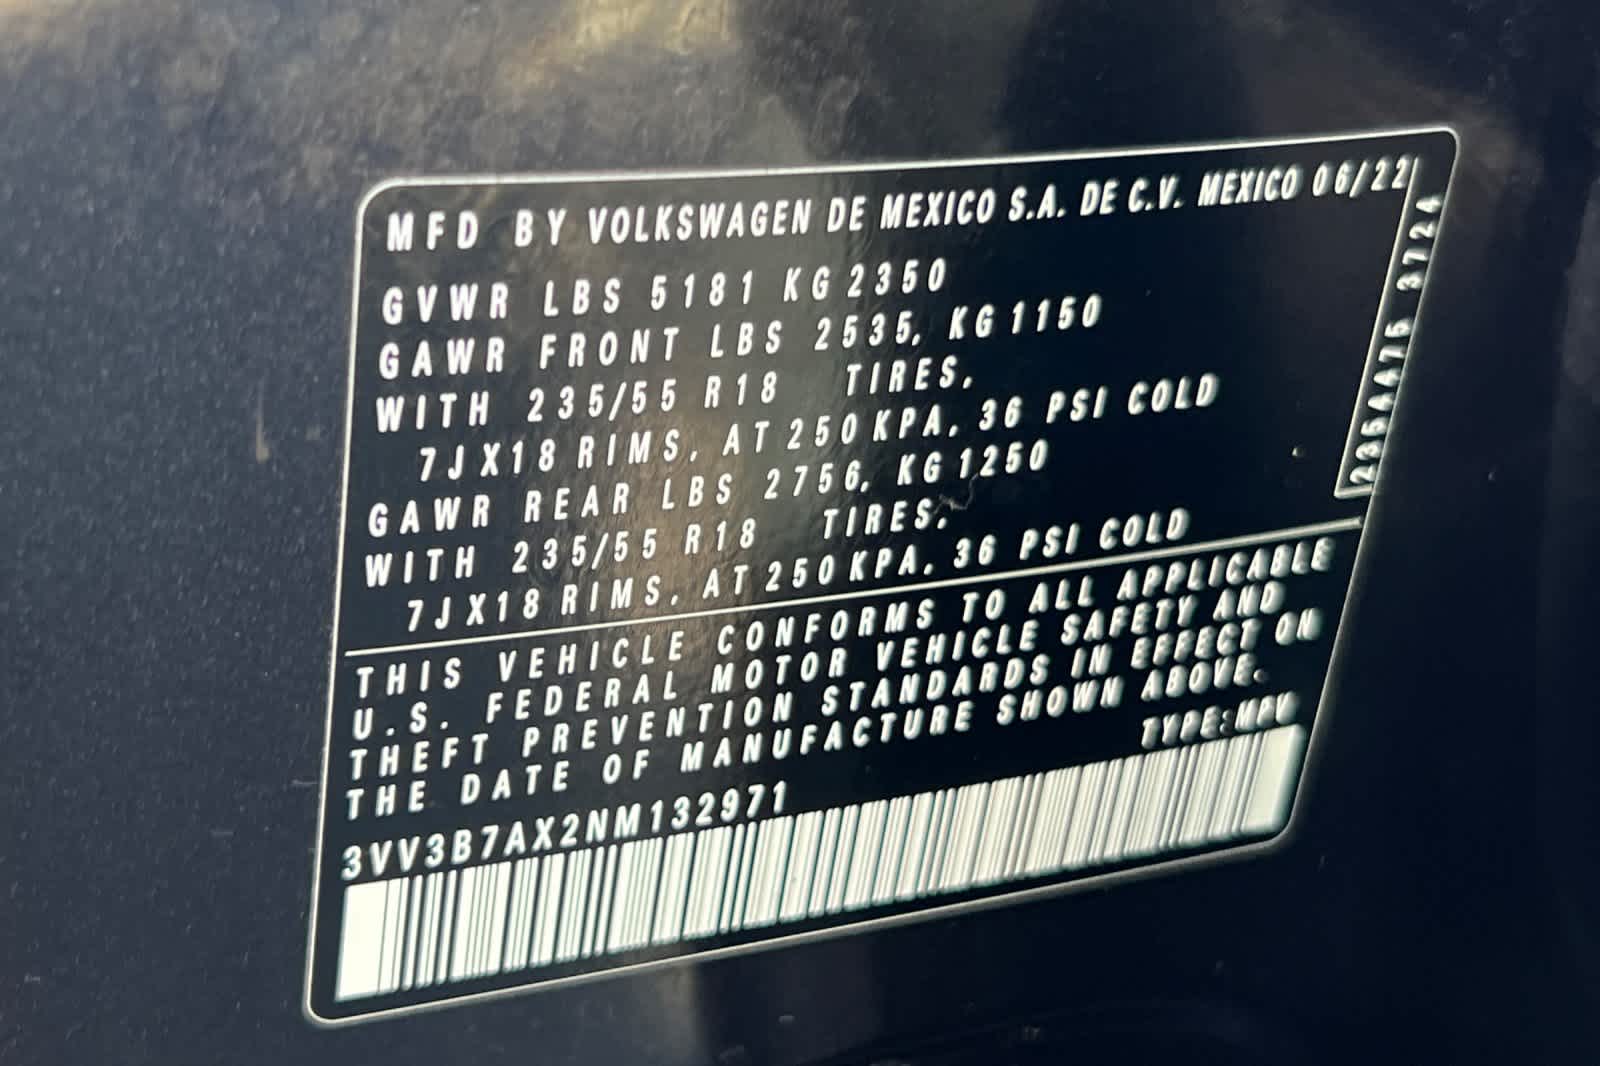 MFD BY VOLKSWAGEN DE MEXICO S.A. DE C.V. MEXICO 06/22
GVWR LBS 5181 KG 2350
GAWR FRONT LBS 2535, KG 1150
WITH 235/55 R18 TIRES,
7JX18 RIMS, AT 250 KPA, 36 PSI COLD
GAWR REAR LBS 2756, KG 1250
WITH 235/55 R18 TIRES,
7JX18 RIMS, AT 250 KPA, 36 PSI COLD
THIS VEHICLE CONFORMS TO ALL APPLICABLE
U.S. FEDERAL MOTOR VEHICLE SAFETY AND
THEFT PREVENTION STANDARDS IN EFFECT ON
THE DATE OF MANUFACTURE SHOWN ABOVE.
TYPE:MPV
3VV3B7AX2NM132971
3724